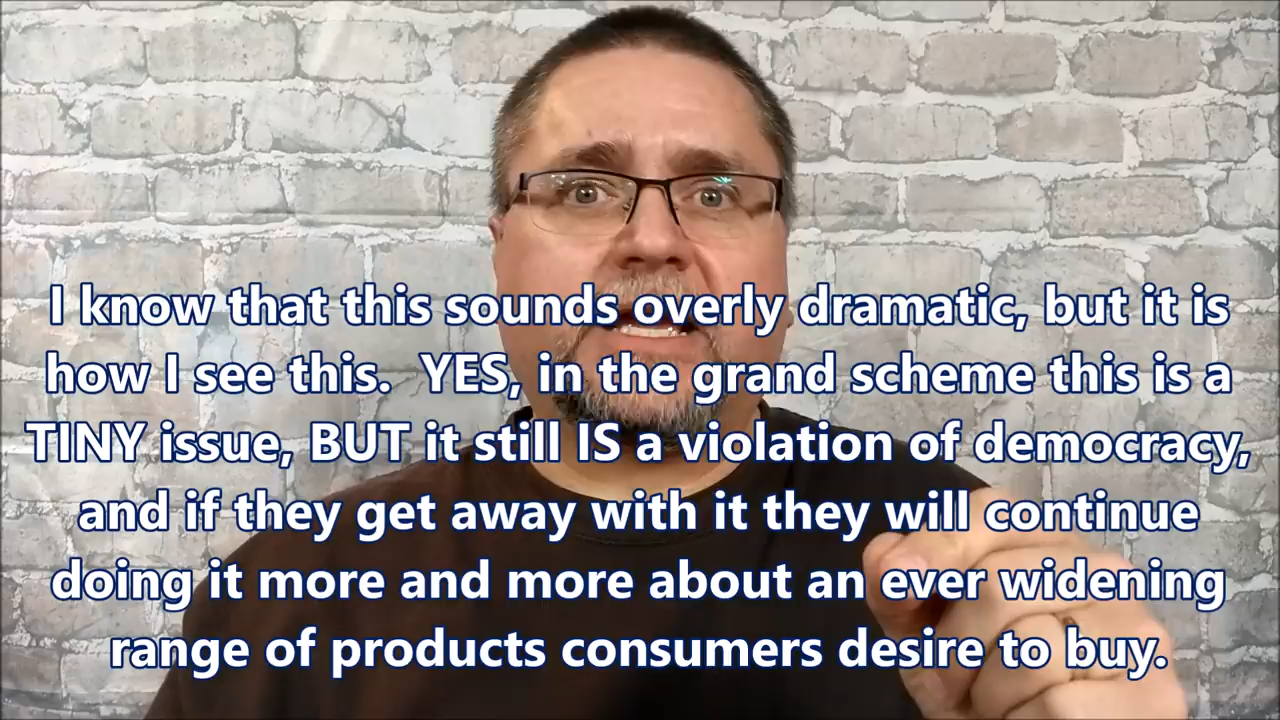 I know that this sounds overly dramatic, but it is
how I see this.  YES, in the grand scheme this is a
TINY issue, BUT it still IS a violation of democracy,
and if they get away with it they will continue
doing it more and more about an ever widening
range of products consumers desire to buy.